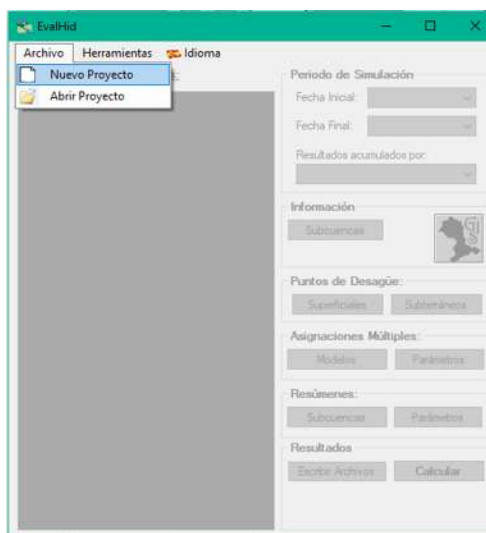 EvalHid
Archivo Herramientas Idioma
Nuevo Proyecto
Abrir Proyecto
Periodo de Simulación
Fecha Inicial:
Fecha Final:
Resultados acumulados por:
Información
Subcuencas
GIS
Puntos de Desagüe:
Superficiales Subterráneos
Asignaciones Múltiples:
Modelos Parámetros
Resúmenes:
Subcuencas Parámetros
Resultados
Escribir Archivos Calcular